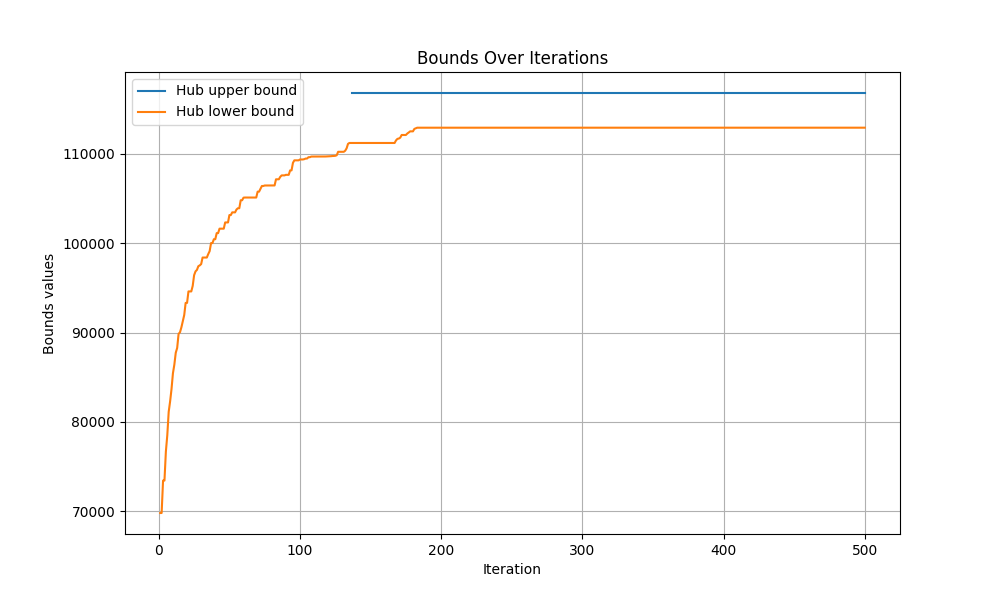 Bounds Over Iterations
Hub upper bound
Hub lower bound
Bounds values
110000
100000
90000
80000
70000
0 100 200 300 400 500
Iteration